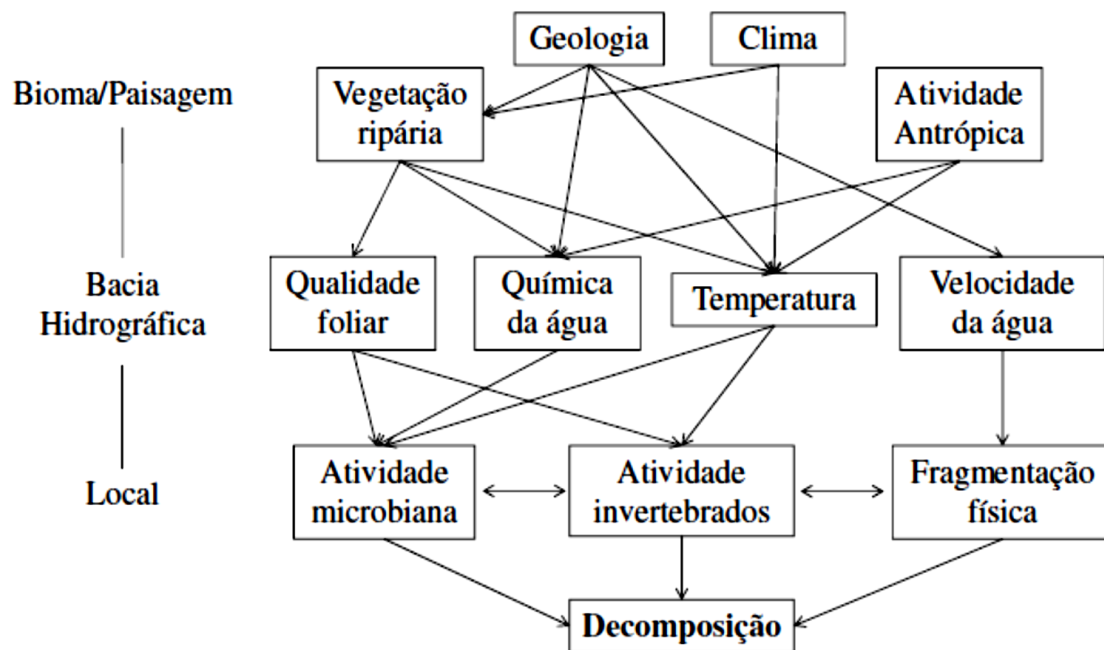 Geologia
Clima
Bioma/Paisagem
Vegetação
ripária
Atividade
Antrópica
Bacia
Hidrográfica
Qualidade
foliar
Química
da água
Temperatura
Velocidade
da água
Local
Atividade
microbiana
Atividade
invertebrados
Fragmentação
física
Decomposição